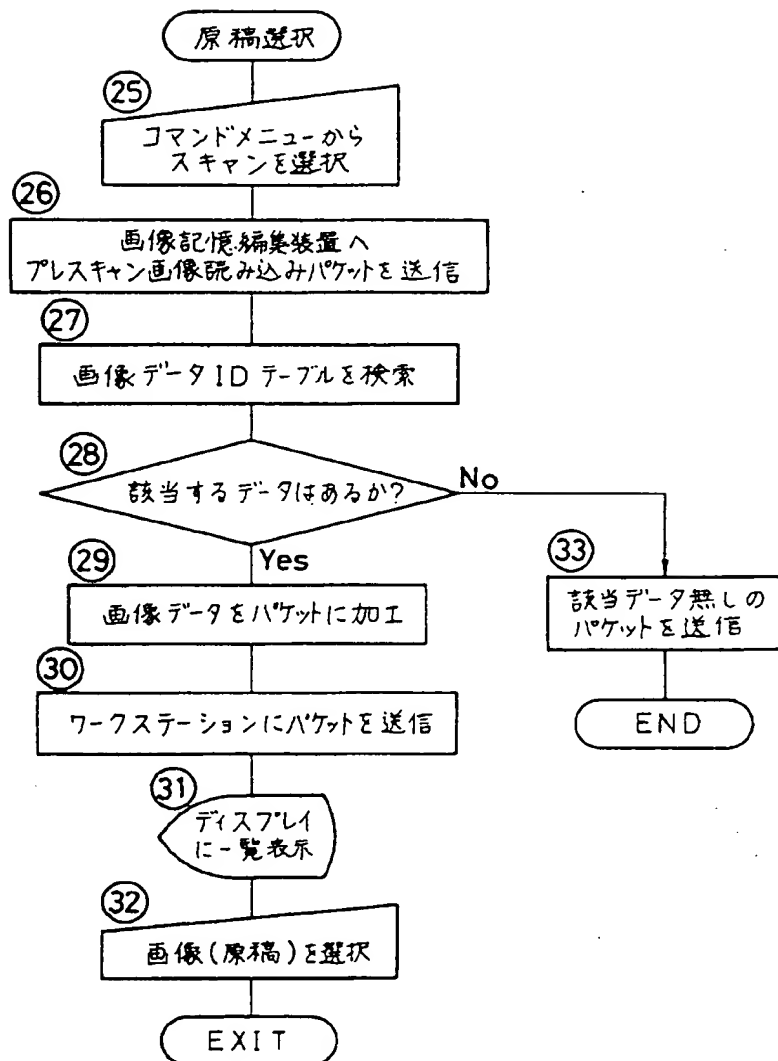 原稿選択
25
コマンドメニューから
スキャンを選択
26
画像記憶編集装置へ
プレスキャン画像読み込みパケットを送信
27
画像データIDテーブルを検索
28
該当するデータはあるか?
No
Yes
29
画像データをパケットに加工
33
該当データ無しの
パケットを送信
30
ワークステーションにパケットを送信
END
31
ディスプレイ
に一覧表示
32
画像(原稿)を選択
EXIT